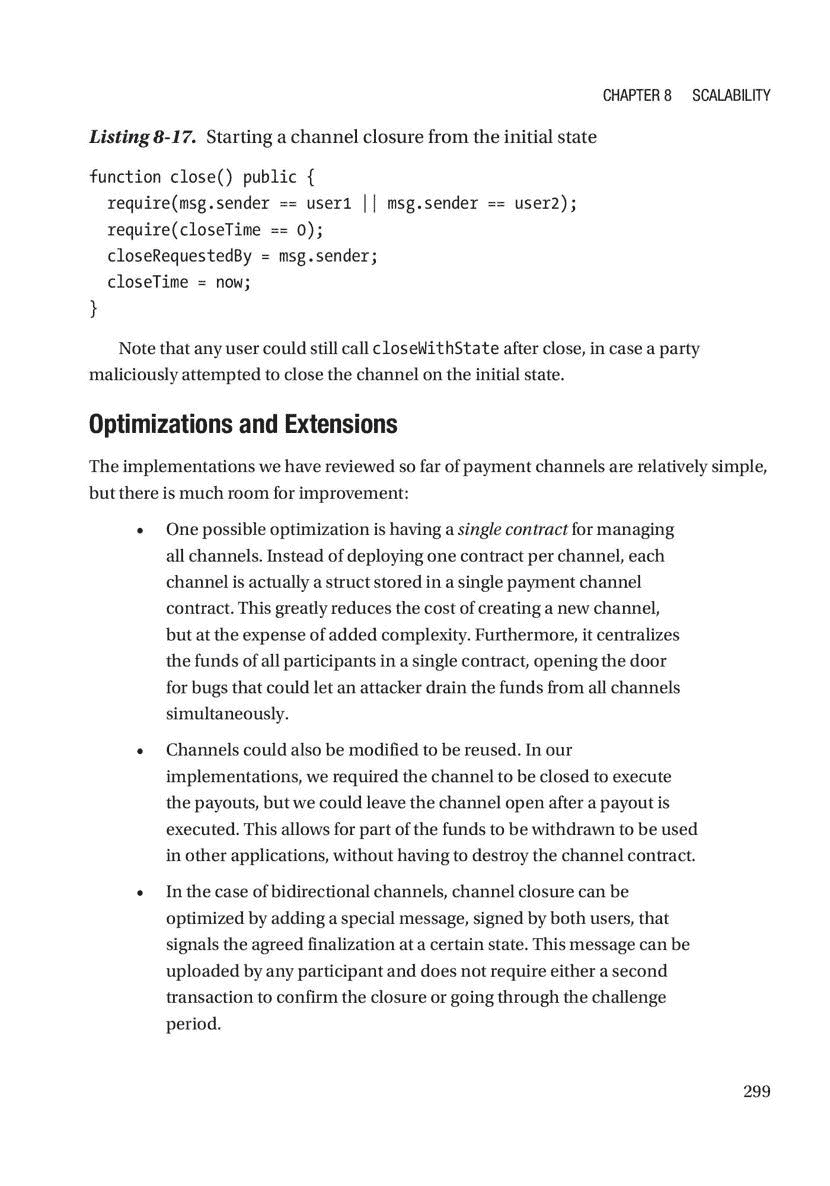 CHAPTER 8 SCALABILITY
Listing 8-17. Starting a channel closure from the initial state
function close() public {
  require(msg.sender == user1 || msg.sender == user2);
  require(closeTime == 0);
  closeRequestedBy = msg.sender;
  closeTime = now;
}
Note that any user could still call closeWithState after close, in case a party
maliciously attempted to close the channel on the initial state.
Optimizations and Extensions
The implementations we have reviewed so far of payment channels are relatively simple,
but there is much room for improvement:
• One possible optimization is having a single contract for managing
all channels. Instead of deploying one contract per channel, each
channel is actually a struct stored in a single payment channel
contract. This greatly reduces the cost of creating a new channel,
but at the expense of added complexity. Furthermore, it centralizes
the funds of all participants in a single contract, opening the door
for bugs that could let an attacker drain the funds from all channels
simultaneously.
• Channels could also be modified to be reused. In our
implementations, we required the channel to be closed to execute
the payouts, but we could leave the channel open after a payout is
executed. This allows for part of the funds to be withdrawn to be used
in other applications, without having to destroy the channel contract.
• In the case of bidirectional channels, channel closure can be
optimized by adding a special message, signed by both users, that
signals the agreed finalization at a certain state. This message can be
uploaded by any participant and does not require either a second
transaction to confirm the closure or going through the challenge
period.
299